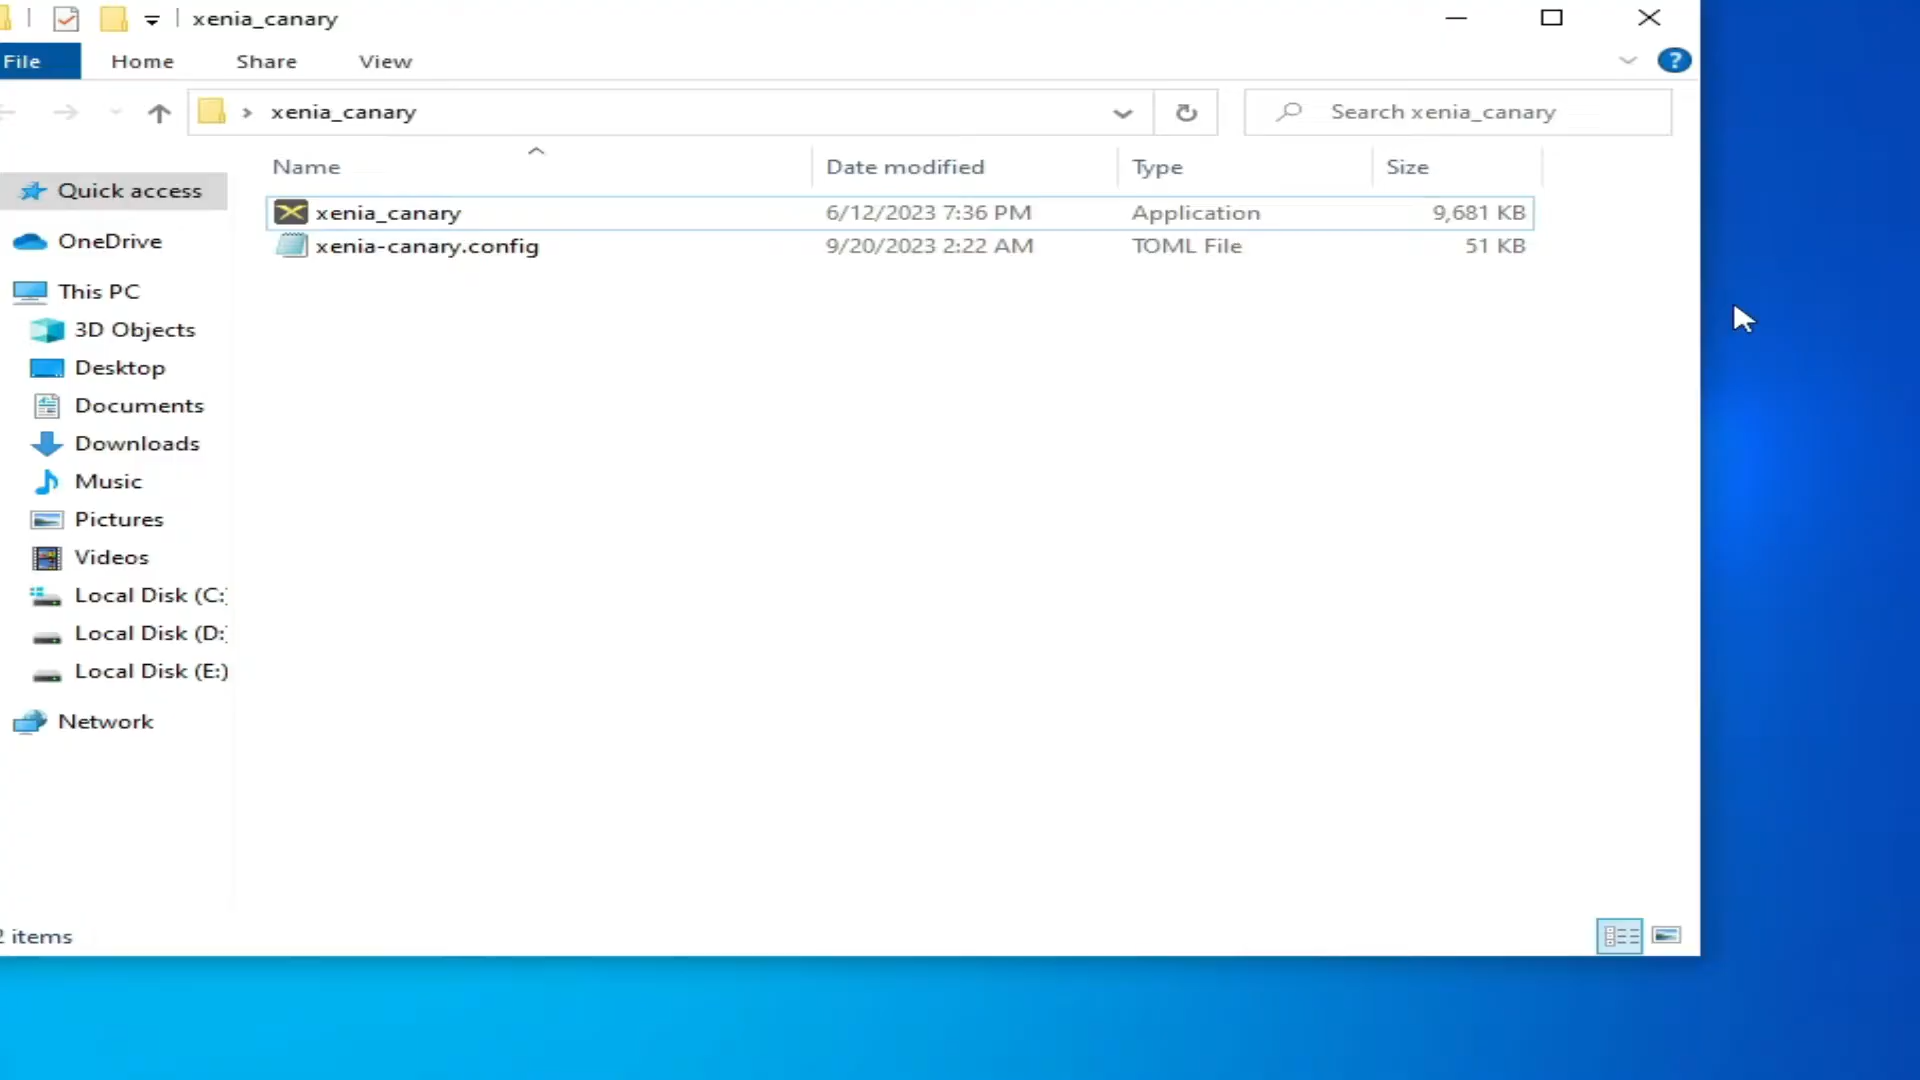 xenia_canary
File Home Share View
xenia_canary
Search xenia_canary
Name Date modified Type Size
xenia_canary 6/12/2023 7:36 PM Application 9,681 KB
xenia-canary.config 9/20/2023 2:22 AM TOML File 51 KB
Quick access
OneDrive
This PC
3D Objects
Desktop
Documents
Downloads
Music
Pictures
Videos
Local Disk (C:)
Local Disk (D:)
Local Disk (E:)
Network
2 items